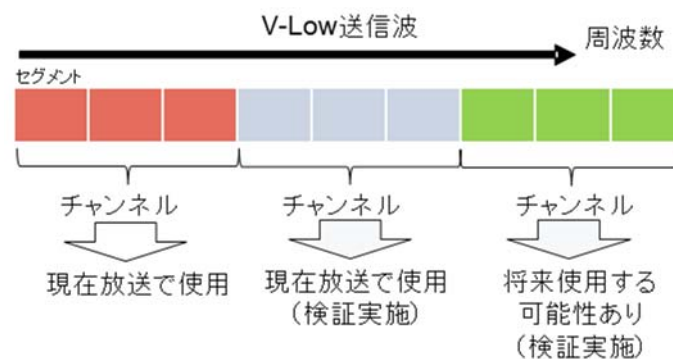 V-Low送信波
周波数
セグメント
チャンネル
チャンネル
チャンネル
現在放送で使用
現在放送で使用
（検証実施）
将来使用する
可能性あり
（検証実施）